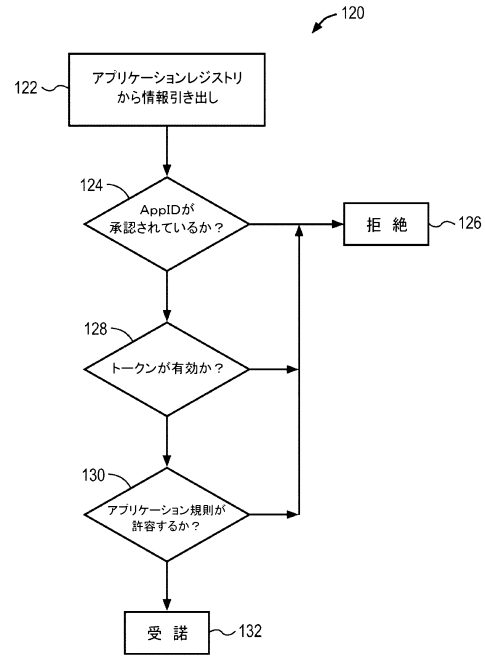 120
122
アプリケーションレジストリ
から情報引き出し
124
AppIDが
承認されているか？
拒 絶
126
128
トークンが有効か？
130
アプリケーション規則が
許容するか？
受 諾
132